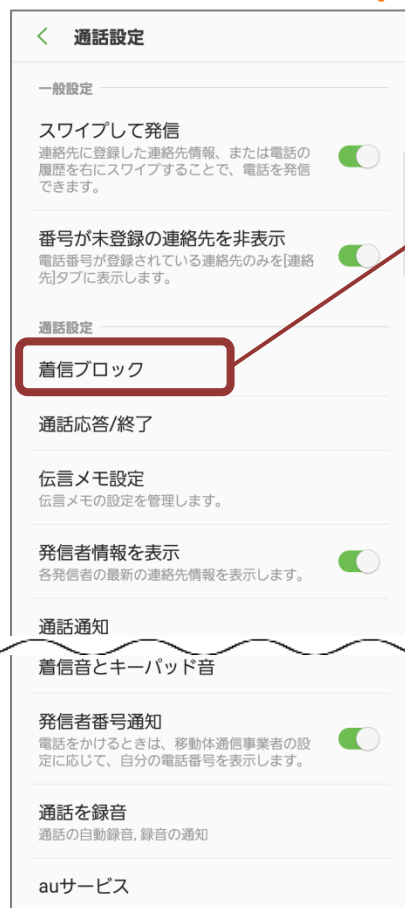 通話設定
一般設定
スワイプして発信
連絡先に登録した連絡先情報、または電話の
履歴を右にスワイプすることで、電話を発信
できます。
番号が未登録の連絡先を非表示
電話番号が登録されている連絡先のみを[連絡
先]タブに表示します。
通話設定
着信ブロック
通話応答/終了
伝言メモ設定
伝言メモの設定を管理します。
発信者情報を表示
各発信者の最新の連絡先情報を表示します。
通話通知
着信音とキーパッド音
発信者番号通知
電話をかけるときは、移動体通信事業者の設
定に応じて、自分の電話番号を表示します。
通話を録音
通話の自動録音, 録音の通知
auサービス